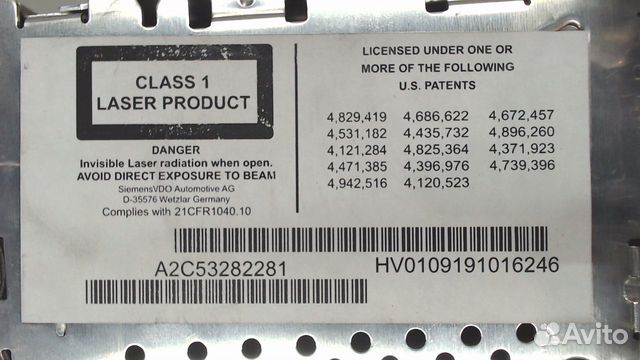 CLASS 1
LASER PRODUCT
DANGER
Invisible Laser radiation when open.
AVOID DIRECT EXPOSURE TO BEAM
SiemensVDO Automotive AG
D-35576 Wetzlar Germany
Complies with 21CFR1040.10
LICENSED UNDER ONE OR
MORE OF THE FOLLOWING
U.S. PATENTS
4,829,419 4,686,622 4,672,457
4,531,182 4,435,732 4,896,260
4,121,284 4,825,364 4,371,923
4,471,385 4,396,976 4,739,396
4,942,516 4,120,523
A2C53282281
HV0109191016246
Avito